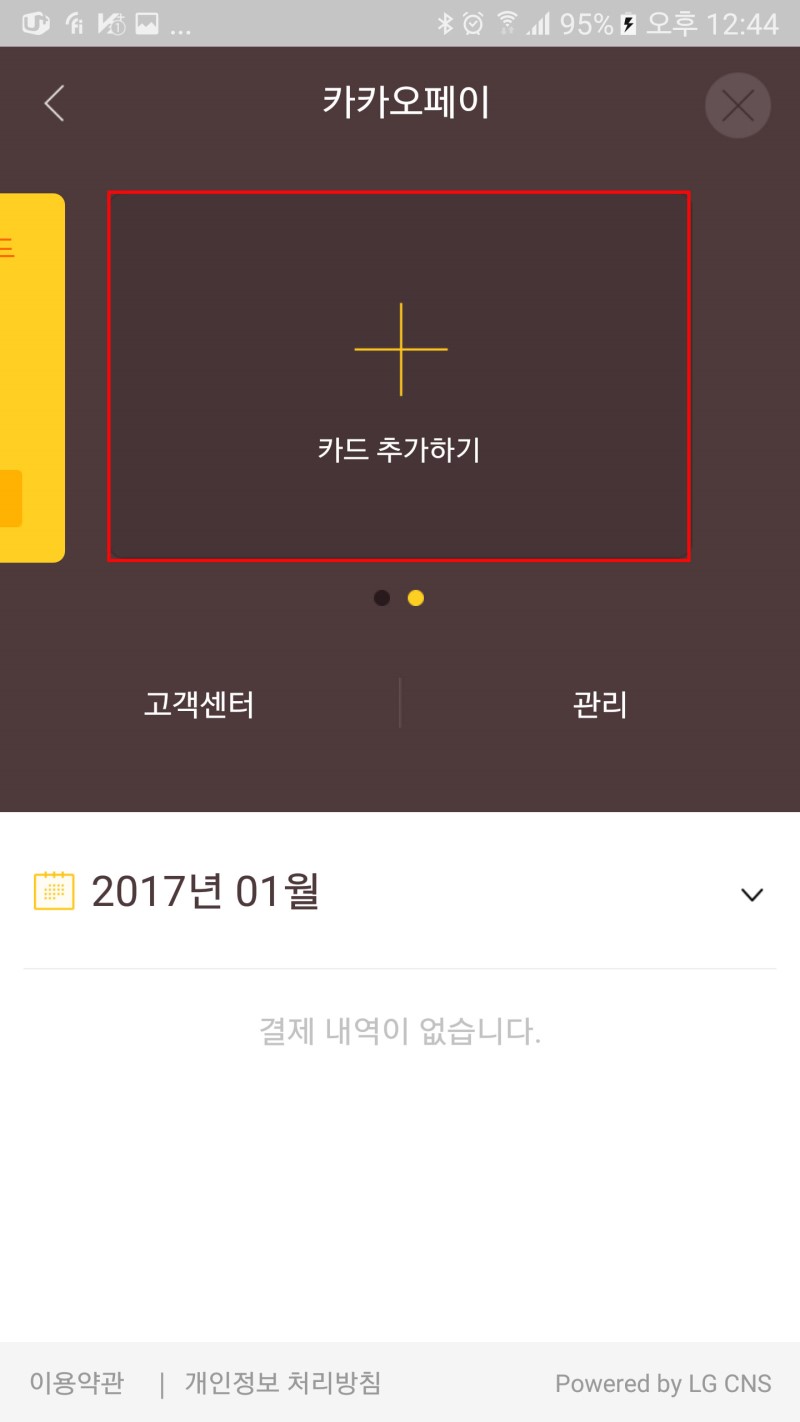 ... 95% 오후 12:44
카카오페이
드
카드 추가하기
고객센터 관리
2017년 01월
결제 내역이 없습니다.
이용약관 | 개인정보 처리방침 Powered by LG CNS